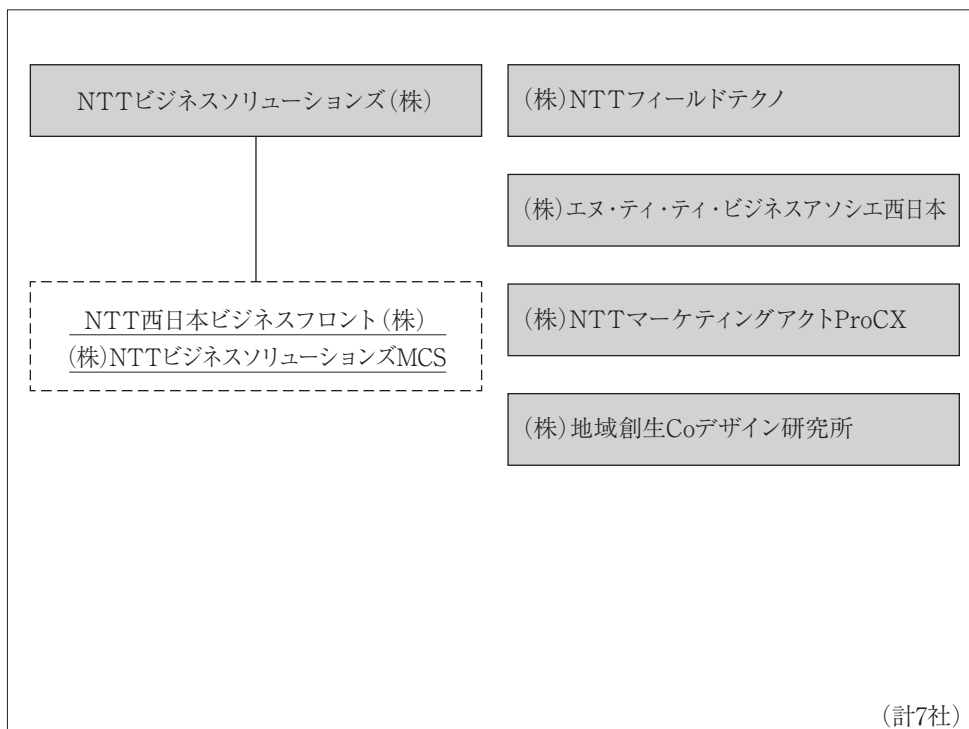 NTTビジネスソリューションズ(株)
NTT西日本ビジネスフロント(株)
(株)NTTビジネスソリューションズMCS
(株)NTTフィールドテクノ
(株)エヌ・ティ・ティ・ビジネスアソシエ西日本
(株)NTTマーケティングアクトProCX
(株)地域創生Coデザイン研究所
(計7社)